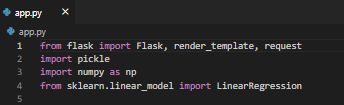 app.py
app.py
1 from flask import Flask, render_template, request
2 import pickle
3 import numpy as np
4 from sklearn.linear_model import LinearRegression